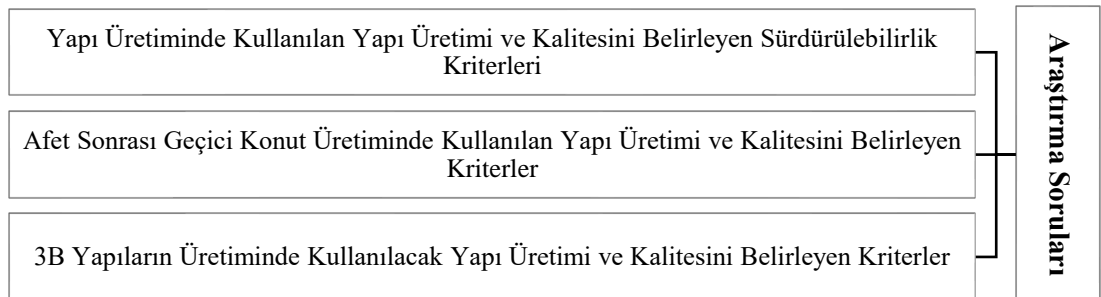 Yapı Üretiminde Kullanılan Yapı Üretimi ve Kalitesini Belirleyen Sürdürülebilirlik
Kriterleri
Afet Sonrası Geçici Konut Üretiminde Kullanılan Yapı Üretimi ve Kalitesini Belirleyen
Kriterler
3B Yapıların Üretiminde Kullanılacak Yapı Üretimi ve Kalitesini Belirleyen Kriterler
Araştırma Soruları